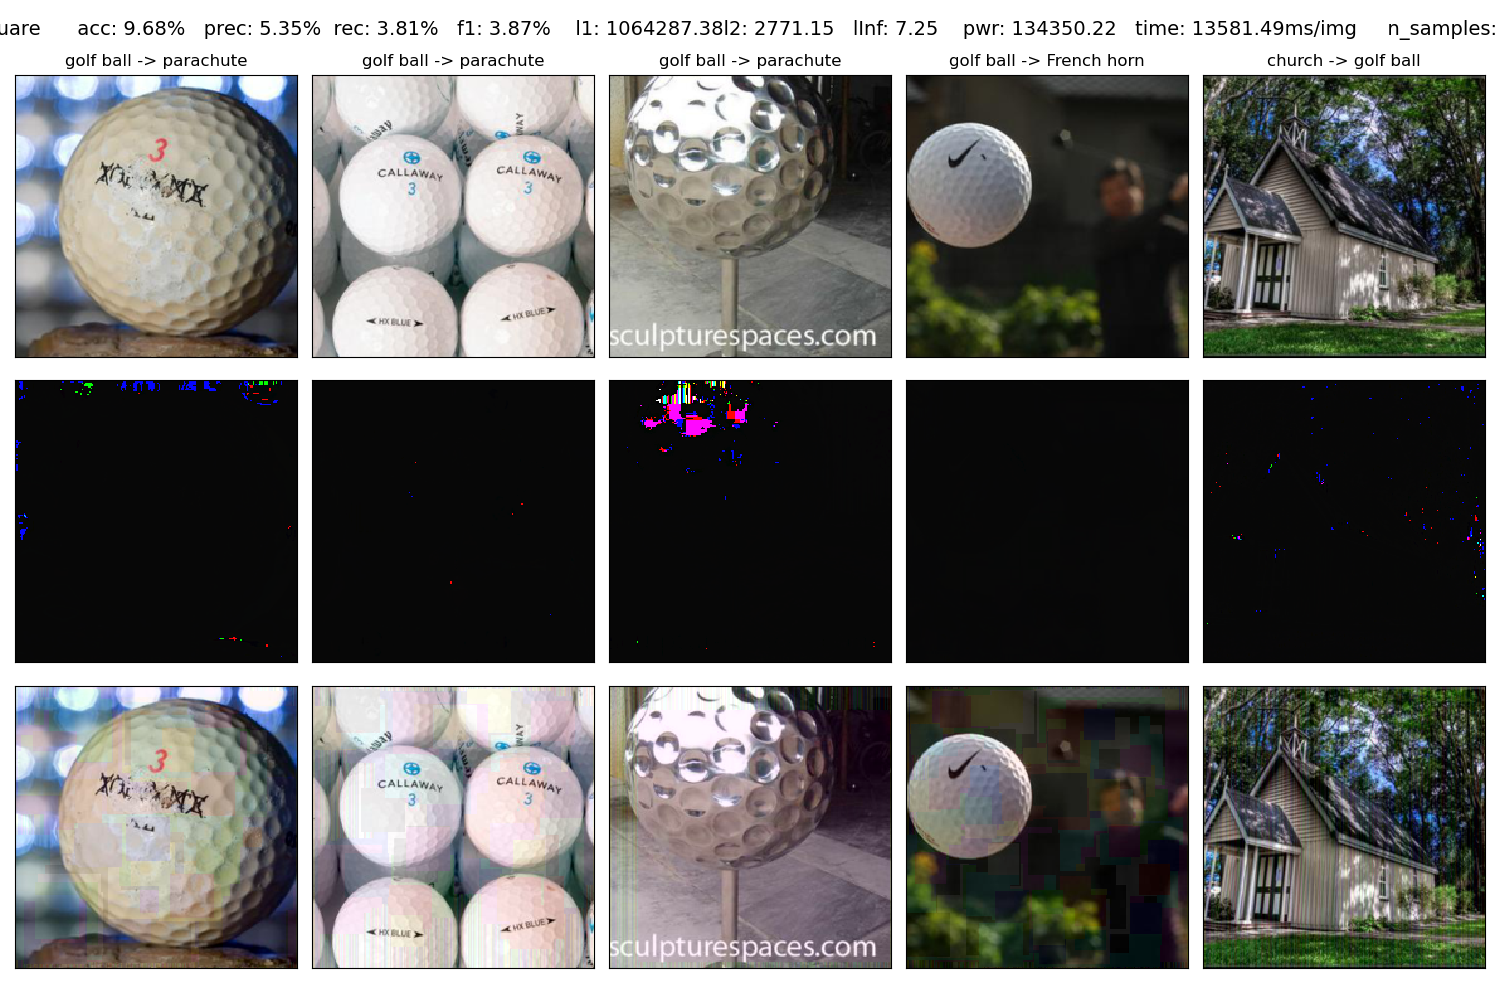 uare acc: 9.68% prec: 5.35% rec: 3.81% f1: 3.87% l1: 1064287.38l2: 2771.15 lInf: 7.25 pwr: 134350.22 time: 13581.49ms/img n_samples:
golf ball -> parachute
golf ball -> parachute
golf ball -> parachute
golf ball -> French horn
church -> golf ball
3
CALLAWAY
3
CALLAWAY
3
HX BLUE
HX BLUE
sculpturespaces.com
3
CALLAWAY
3
CALLAWAY
3
HX BLUE
HX BLUE
sculpturespaces.com